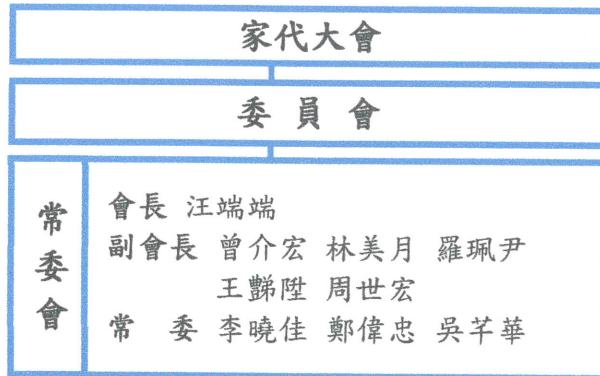 家代大會
委員會
常委會
會長 汪端端
副會長 曾介宏 林美月 羅珮尹
王豑陞 周世宏
常 委 李曉佳 鄭偉忠 吳芊華